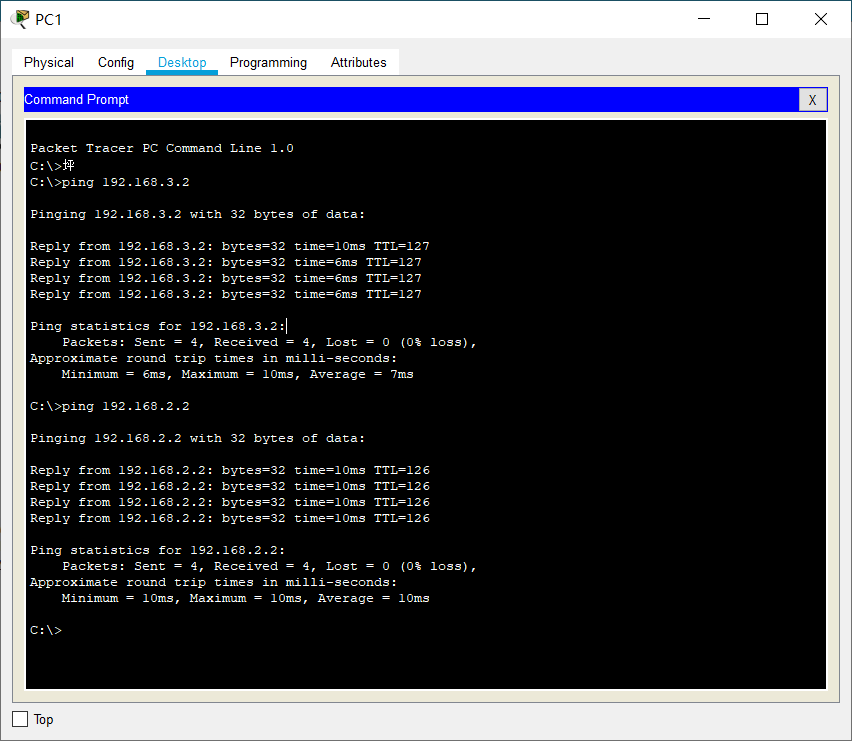 PC1
Physical Config Desktop Programming Attributes
Command Prompt
X
Packet Tracer PC Command Line 1.0
C:\>坪
C:\>ping 192.168.3.2
Pinging 192.168.3.2 with 32 bytes of data:
Reply from 192.168.3.2: bytes=32 time=10ms TTL=127
Reply from 192.168.3.2: bytes=32 time=6ms TTL=127
Reply from 192.168.3.2: bytes=32 time=6ms TTL=127
Reply from 192.168.3.2: bytes=32 time=6ms TTL=127
Ping statistics for 192.168.3.2:
Packets: Sent = 4, Received = 4, Lost = 0 (0% loss),
Approximate round trip times in milli-seconds:
Minimum = 6ms, Maximum = 10ms, Average = 7ms
C:\>ping 192.168.2.2
Pinging 192.168.2.2 with 32 bytes of data:
Reply from 192.168.2.2: bytes=32 time=10ms TTL=126
Reply from 192.168.2.2: bytes=32 time=10ms TTL=126
Reply from 192.168.2.2: bytes=32 time=10ms TTL=126
Reply from 192.168.2.2: bytes=32 time=10ms TTL=126
Ping statistics for 192.168.2.2:
Packets: Sent = 4, Received = 4, Lost = 0 (0% loss),
Approximate round trip times in milli-seconds:
Minimum = 10ms, Maximum = 10ms, Average = 10ms
C:\>
Top